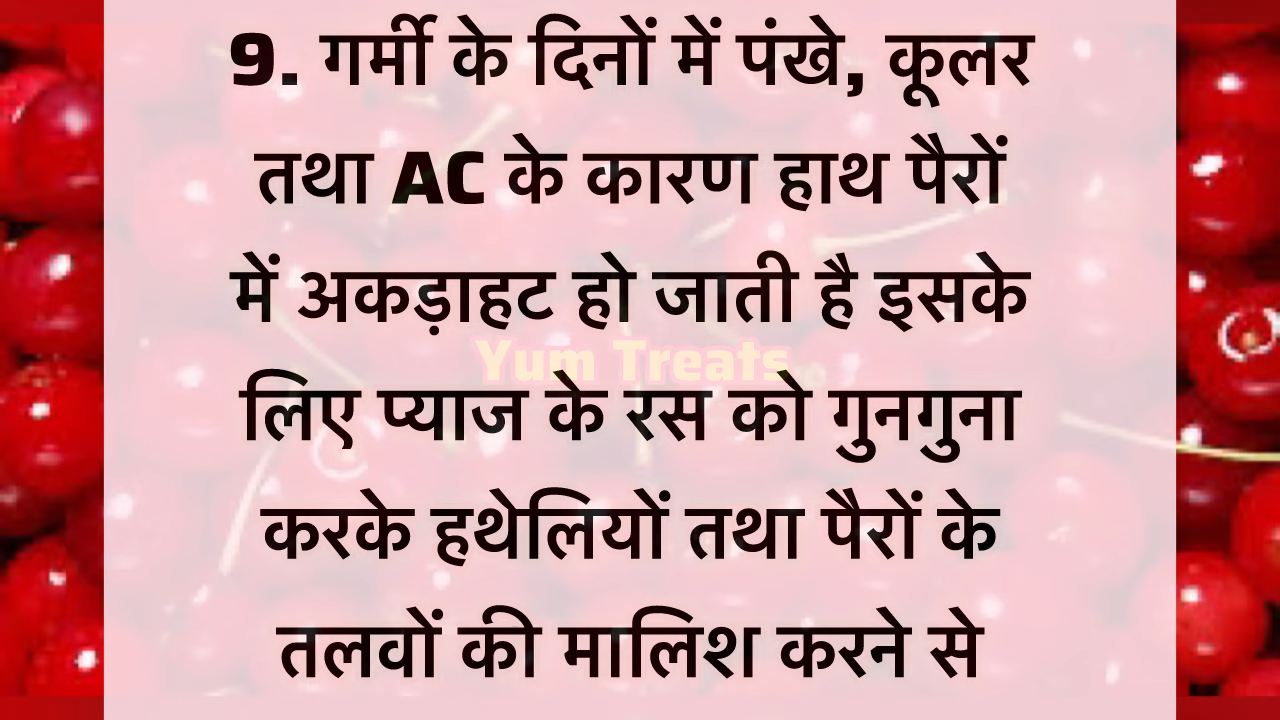 9. गर्मी के दिनों में पंखे, कूलर
तथा AC के कारण हाथ पैरों
में अकड़ाहट हो जाती है इसके
Yum Treats
लिए प्याज के रस को गुनगुना
करके हथेलियों तथा पैरों के
तलवों की मालिश करने से